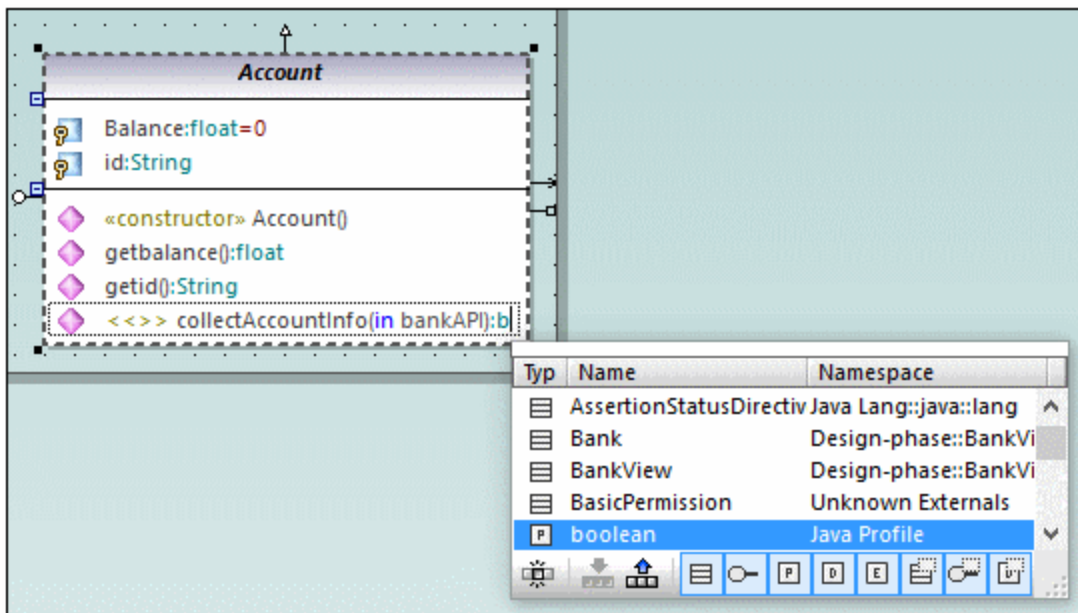 Account
Balance:float=0
id:String
«constructor» Account()
getbalance():float
getid():String
<<>> collectAccountInfo(in bankAPI):b
Typ Name Namespace
AssertionStatusDirectiv Java Lang::java::lang
Bank Design-phase::BankVi
BankView Design-phase::BankVi
BasicPermission Unknown Externals
P boolean Java Profile
P D E